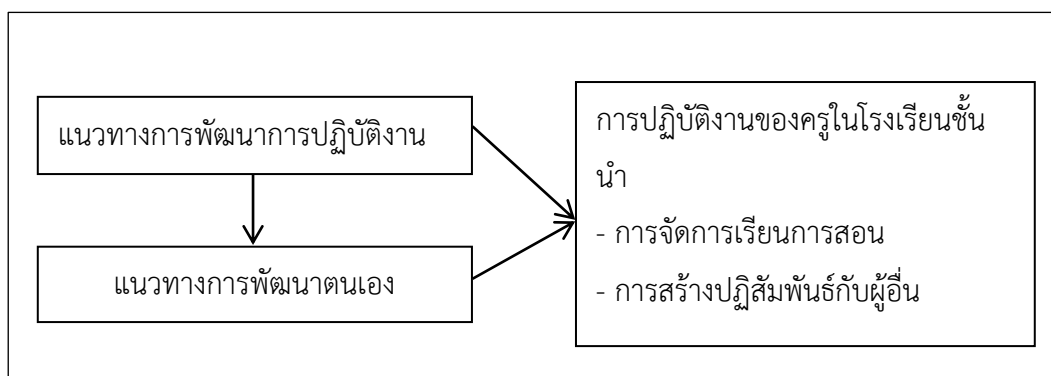 แนวทางการพัฒนาการปฏิบัติงาน
แนวทางการพัฒนาตนเอง
การปฏิบัติงานของครูในโรงเรียนชั้น
นำ
- การจัดการเรียนการสอน
- การสร้างปฏิสัมพันธ์กับผู้อื่น